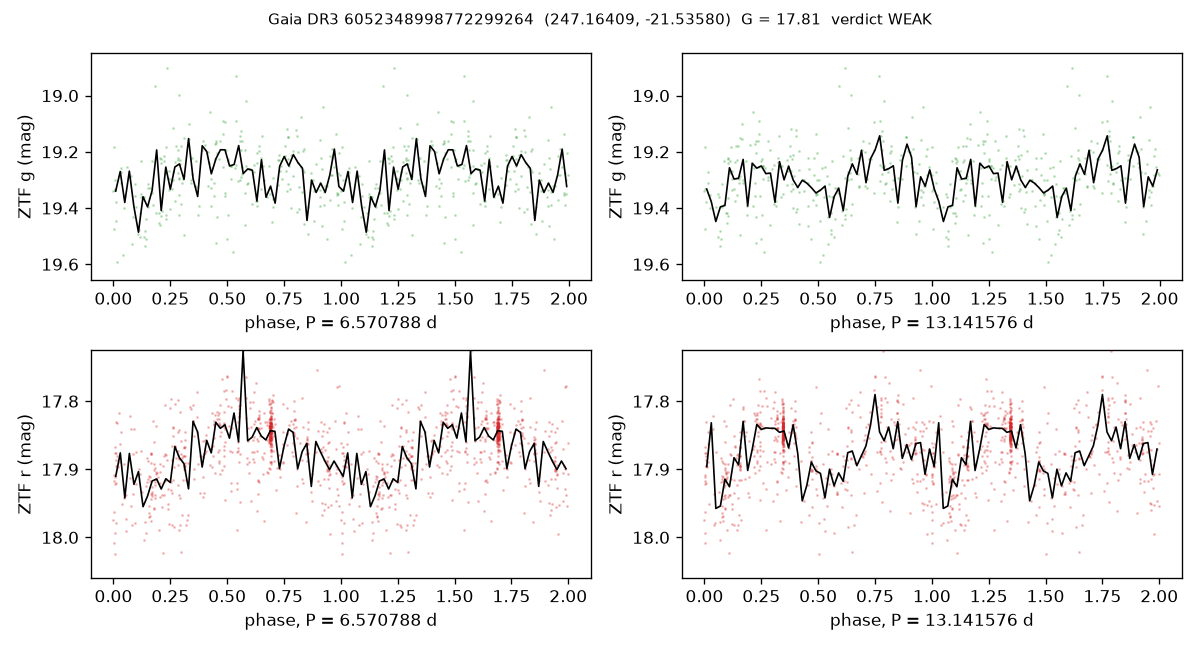 Gaia DR3 6052348998772299264  (247.16409, -21.53580)  G = 17.81  verdict WEAK
ZTF g (mag)
19.0
19.2
19.4
19.6
0.00 0.25 0.50 0.75 1.00 1.25 1.50 1.75 2.00
phase, P = 6.570788 d
ZTF g (mag)
19.0
19.2
19.4
19.6
0.00 0.25 0.50 0.75 1.00 1.25 1.50 1.75 2.00
phase, P = 13.141576 d
ZTF r (mag)
17.8
17.9
18.0
0.00 0.25 0.50 0.75 1.00 1.25 1.50 1.75 2.00
phase, P = 6.570788 d
ZTF r (mag)
17.8
17.9
18.0
0.00 0.25 0.50 0.75 1.00 1.25 1.50 1.75 2.00
phase, P = 13.141576 d